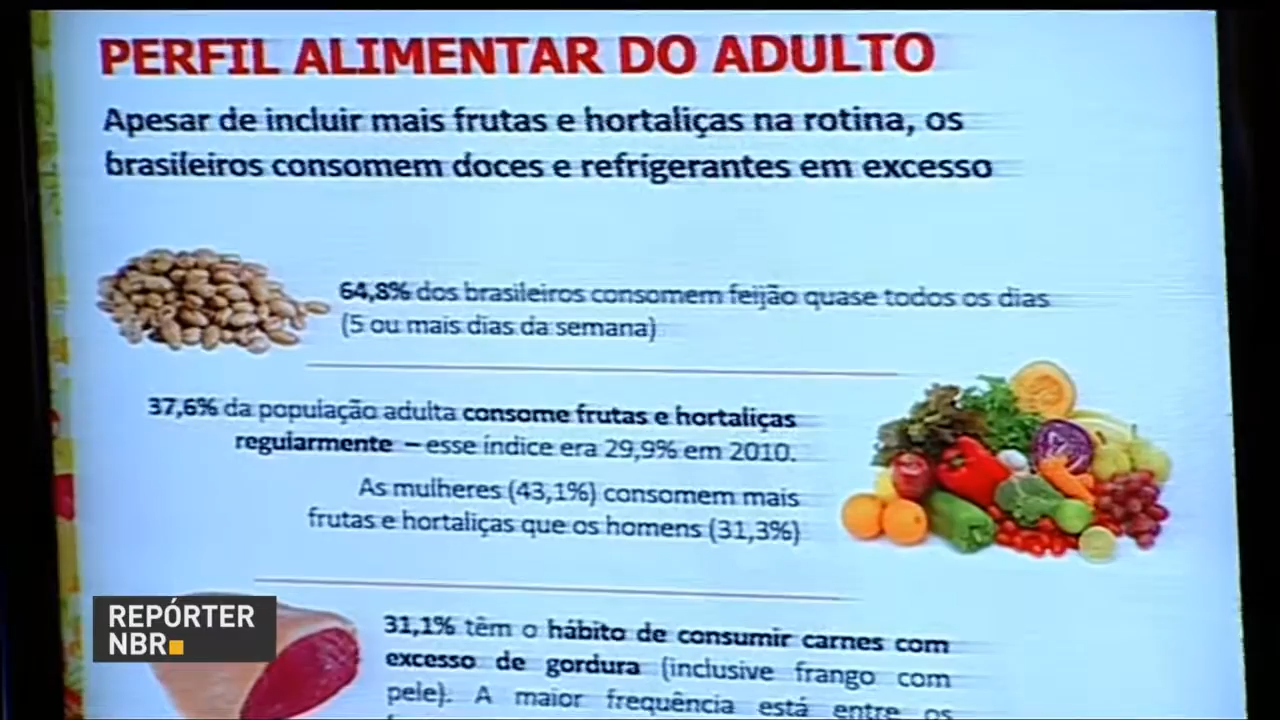 PERFIL ALIMENTAR DO ADULTO
Apesar de incluir mais frutas e hortaliças na rotina, os
brasileiros consomem doces e refrigerantes em excesso
64,8% dos brasileiros consomem feijão quase todos os dias
(5 ou mais dias da semana)
37,6% da população adulta consome frutas e hortaliças
regularmente – esse índice era 29,9% em 2010.
As mulheres (43,1%) consomem mais
frutas e hortaliças que os homens (31,3%)
31,1% têm o hábito de consumir carnes com
excesso de gordura (inclusive frango com
pele). A maior frequência está entre os
REPÓRTER
NBR